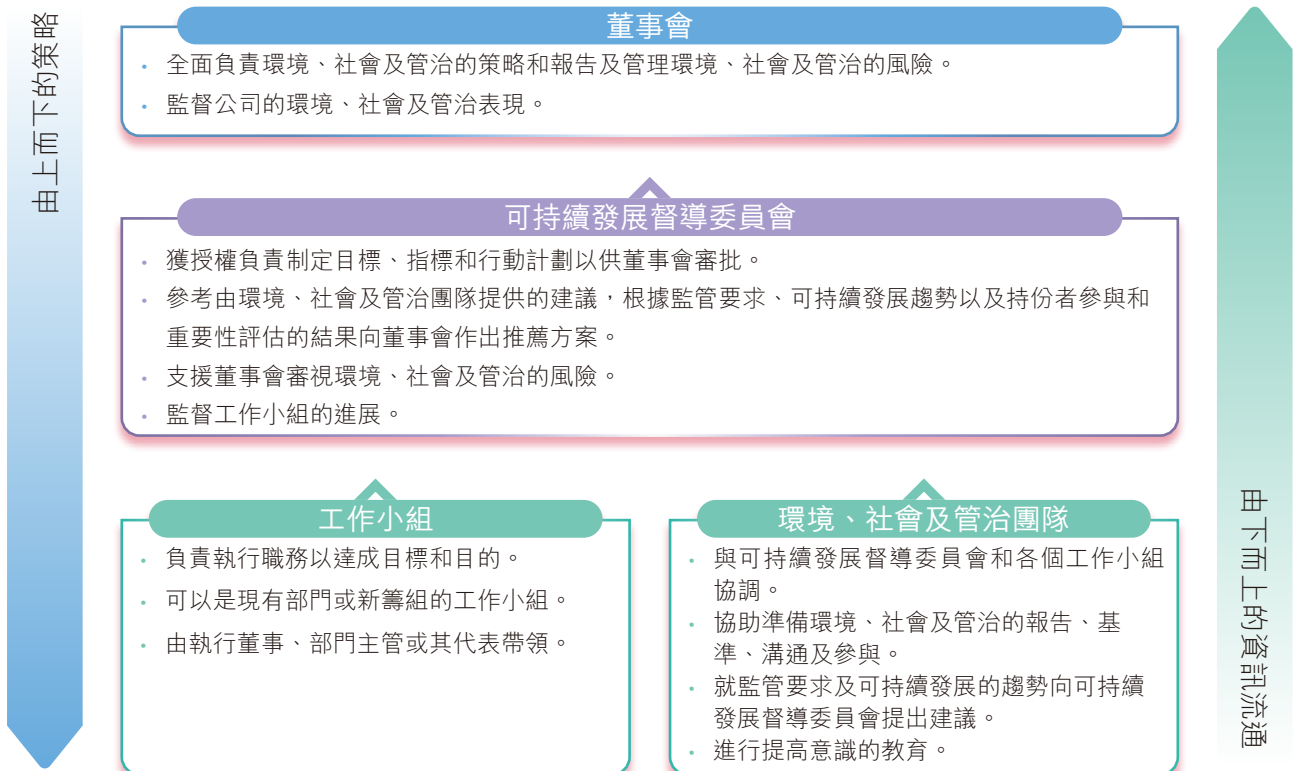 由上而下的策略
董事會
• 全面負責環境、社會及管治的策略和報告及管理環境、社會及管治的風險。
• 監督公司的環境、社會及管治表現。
可持續發展督導委員會
• 獲授權負責制定目標、指標和行動計劃以供董事會審批。
• 參考由環境、社會及管治團隊提供的建議，根據監管要求、可持續發展趨勢以及持份者參與和
重要性評估的結果向董事會作出推薦方案。
• 支援董事會審視環境、社會及管治的風險。
• 監督工作小組的進展。
工作小組
• 負責執行職務以達成目標和目的。
• 可以是現有部門或新籌組的工作小組。
• 由執行董事、部門主管或其代表帶領。
環境、社會及管治團隊
• 與可持續發展督導委員會和各個工作小組
協調。
• 協助準備環境、社會及管治的報告、基
準、溝通及參與。
• 就監管要求及可持續發展的趨勢向可持續
發展督導委員會提出建議。
• 進行提高意識的教育。
由下而上的資訊流通